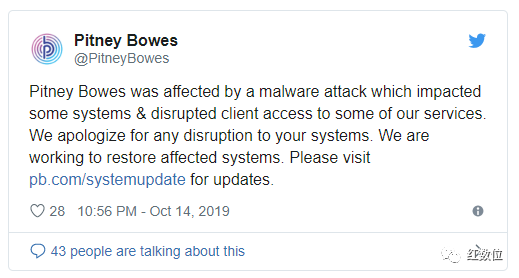 Pitney Bowes
@PitneyBowes
Pitney Bowes was affected by a malware attack which impacted
some systems & disrupted client access to some of our services.
We apologize for any disruption to your systems. We are
working to restore affected systems. Please visit
pb.com/systemupdate for updates.
28 10:56 PM - Oct 14, 2019
43 people are talking about this
红数位